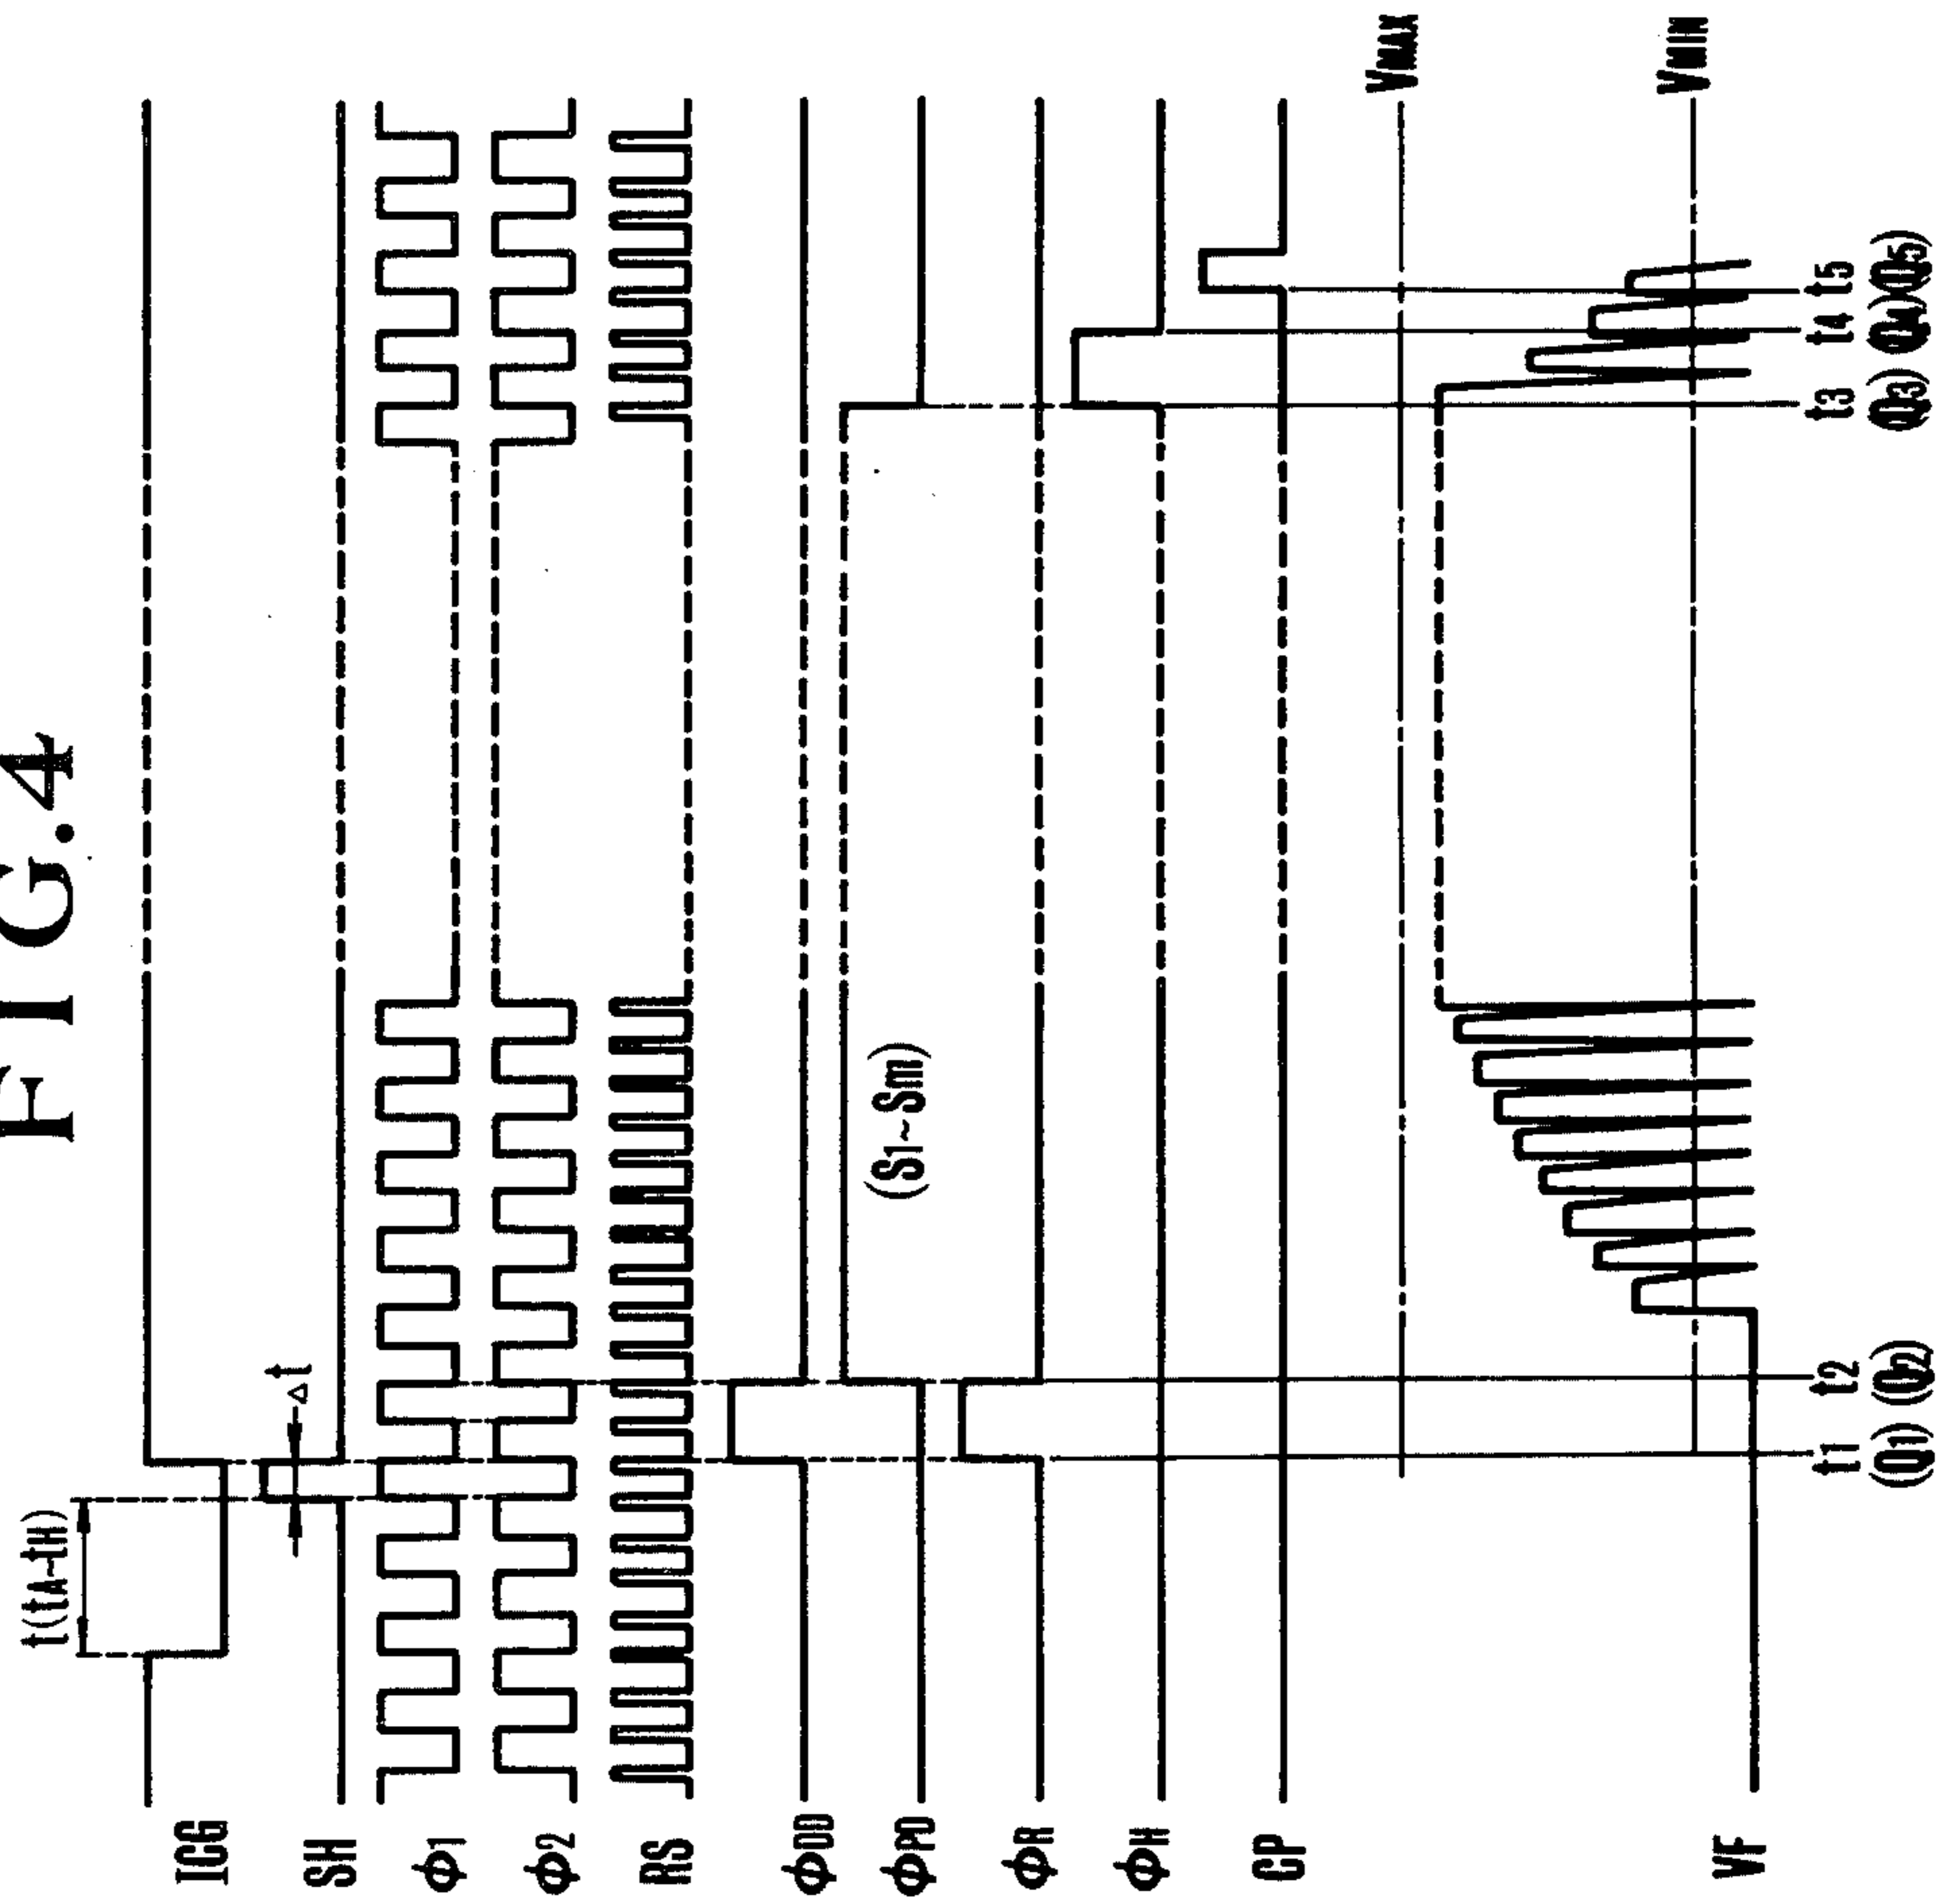 FIG.4
t(tA~tH)
ICG
Δt
SH
ϕ1
ϕ2
RS
ϕDD
ϕPD
(S1~Sm)
ϕR
ϕH
CP
VMAX
VMIN
VF
t1 t2 t3 t4 t5
(Q1) (Q2) (Q3) (Q4) (Q5)